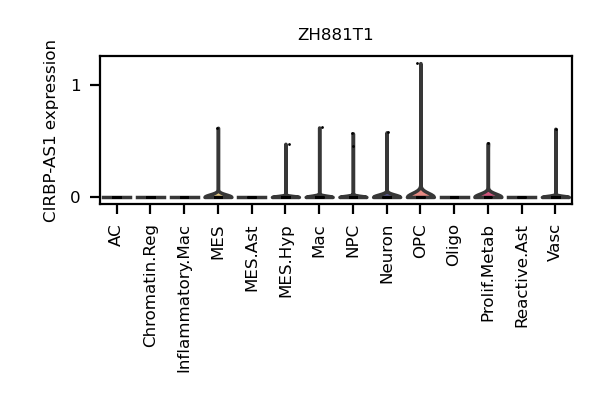 ZH881T1
CIRBP-AS1 expression
1
0
AC
Chromatin.Reg
Inflammatory.Mac
MES
MES.Ast
MES.Hyp
Mac
NPC
Neuron
OPC
Oligo
Prolif.Metab
Reactive.Ast
Vasc